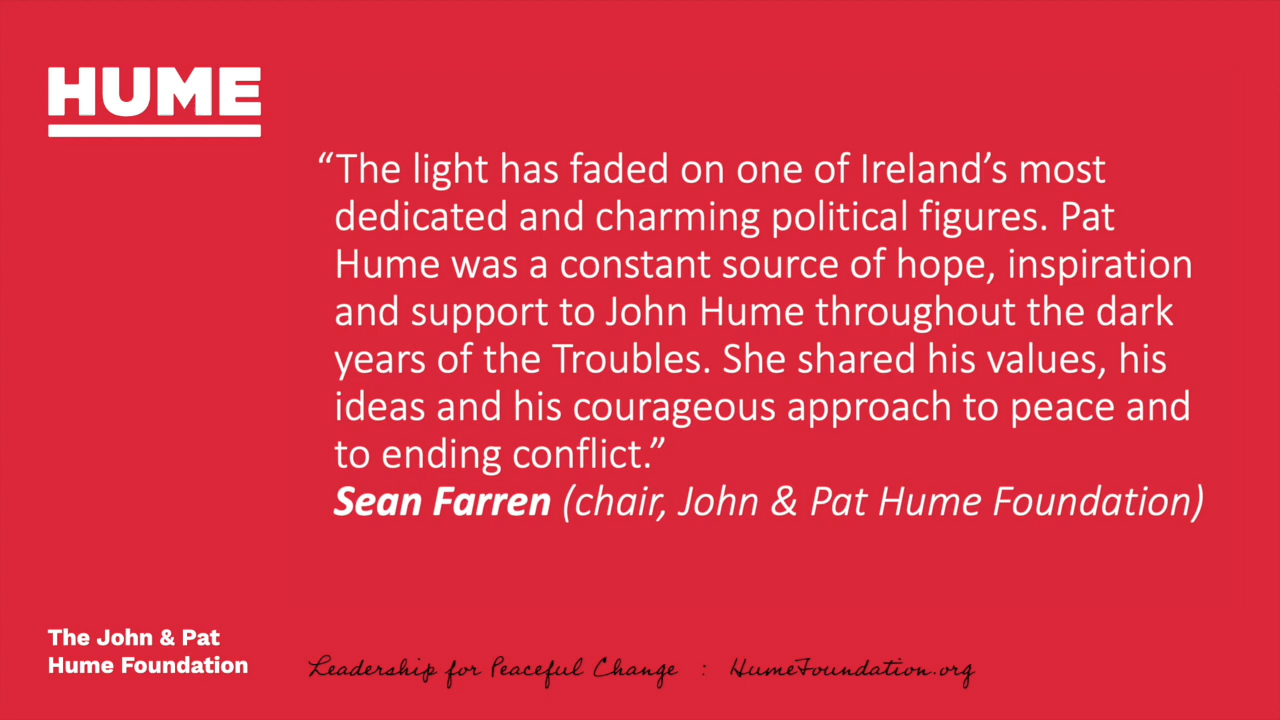 HUME
“The light has faded on one of Ireland’s most
dedicated and charming political figures. Pat
Hume was a constant source of hope, inspiration
and support to John Hume throughout the dark
years of the Troubles. She shared his values, his
ideas and his courageous approach to peace and
to ending conflict.”
Sean Farren (chair, John & Pat Hume Foundation)
The John & Pat
Hume Foundation
Leadership for Peaceful Change : HumeFoundation.org